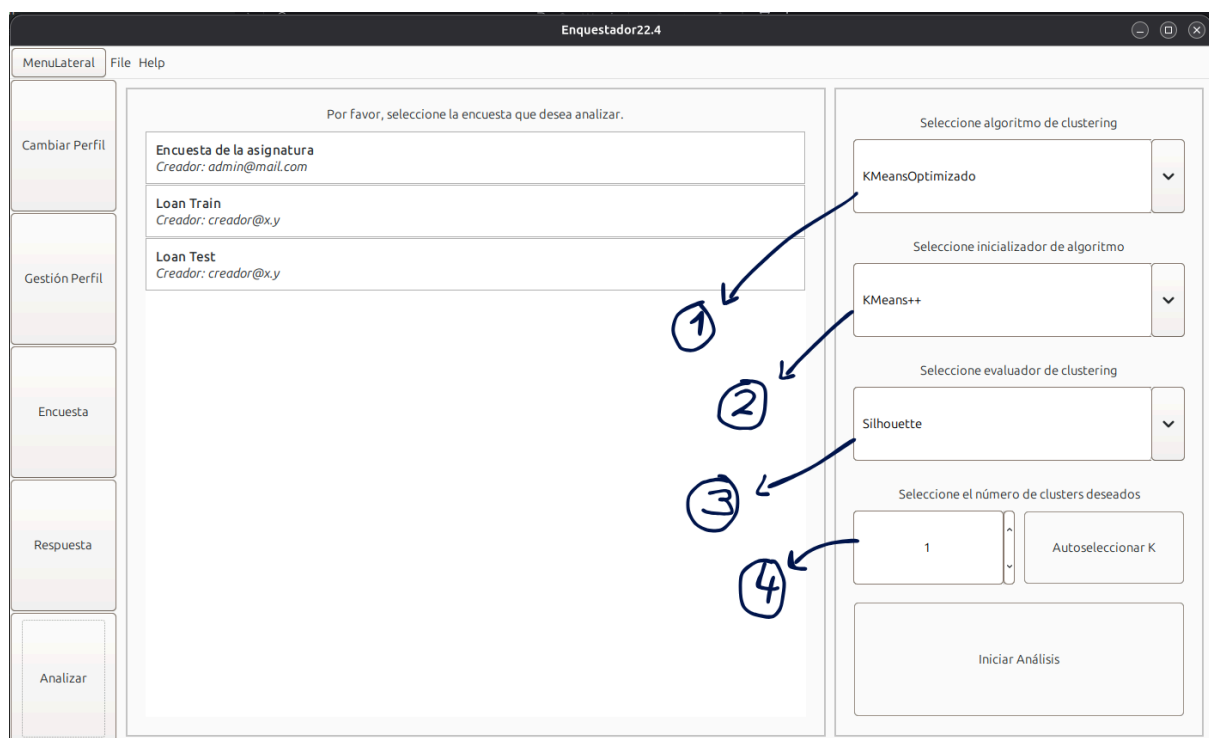 Enquestador22.4
MenuLateral File Help
Cambiar Perfil
Gestión Perfil
Encuesta
Respuesta
Analizar
Por favor, seleccione la encuesta que desea analizar.
Encuesta de la asignatura
Creador: admin@mail.com
Loan Train
Creador: creador@x.y
Loan Test
Creador: creador@x.y
1
2
3
4
Seleccione algoritmo de clustering
KMeansOptimizado
Seleccione inicializador de algoritmo
KMeans++
Seleccione evaluador de clustering
Silhouette
Seleccione el número de clusters deseados
1
Autoseleccionar K
Iniciar Análisis